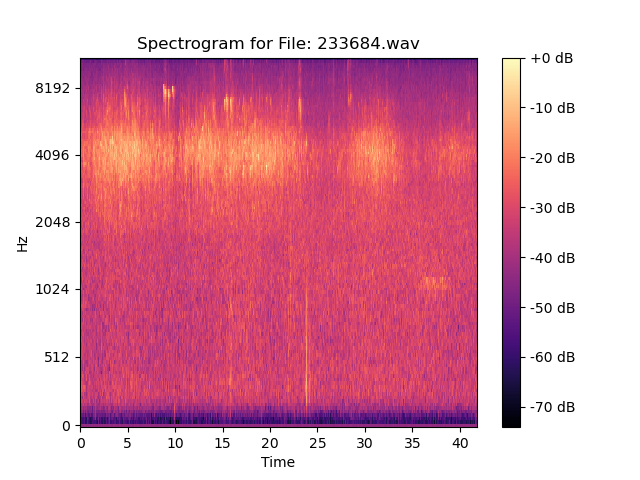 Spectrogram for File: 233684.wav
Hz
8192
4096
2048
1024
512
0
0 5 10 15 20 25 30 35 40
Time
+0 dB
-10 dB
-20 dB
-30 dB
-40 dB
-50 dB
-60 dB
-70 dB